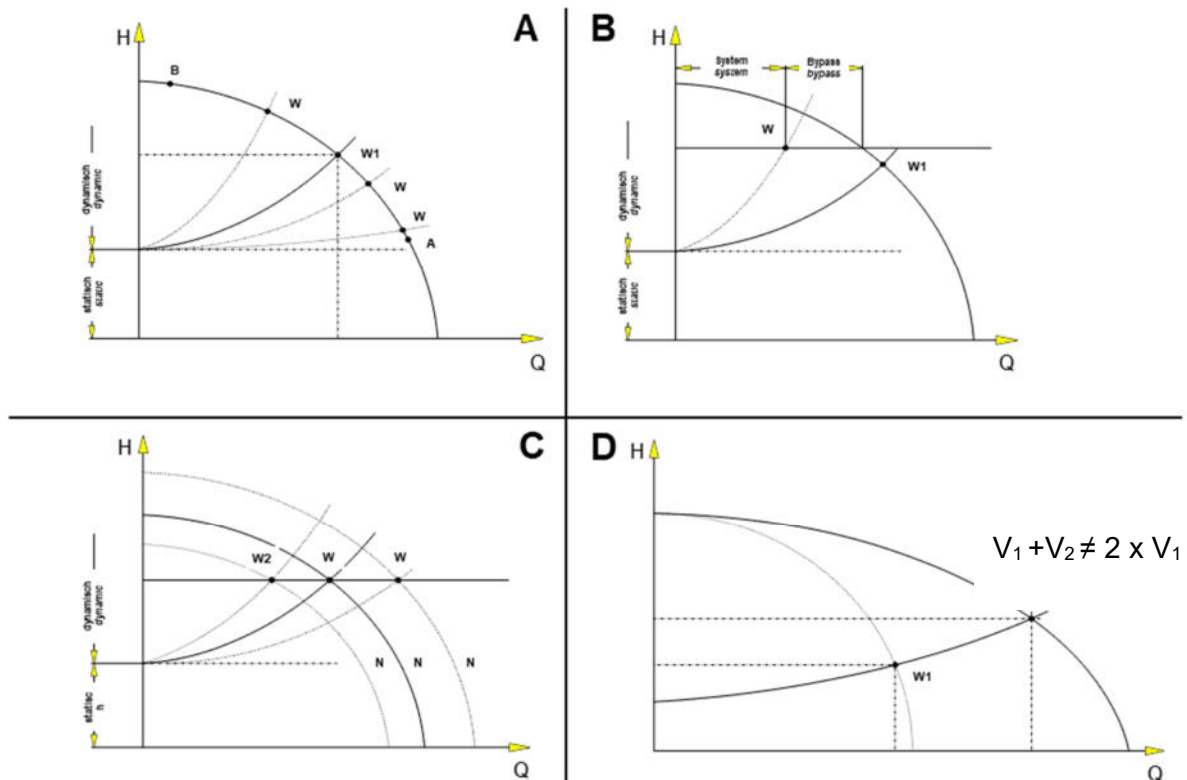 A
H
B
W
W1
W
W
A
dynamisch
dynamic
statisch
static
Q
B
H
System
syszem
Bypass
bypass
W
W1
dynamisch
dynamic
statisch
static
Q
C
H
W2
W
W
N
N
N
dynamisch
dynamic
statisc
h
Q
D
H
V₁ +V₂ ≠ 2 x V₁
W1
Q